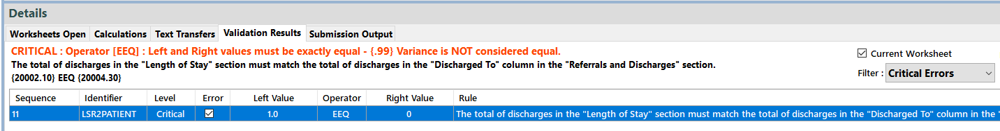 Details
Worksheets Open Calculations Text Transfers Validation Results Submission Output
CRITICAL : Operator [EEQ] : Left and Right values must be exactly equal - {.99} Variance is NOT considered equal.
Current Worksheet
The total of discharges in the "Length of Stay" section must match the total of discharges in the "Discharged To" column in the "Referrals and Discharges" section.
Filter : Critical Errors
{20002.10} EEQ {20004.30}
Sequence Identifier Level Error Left Value Operator Right Value Rule
11 LSR2PATIENT Critical 1.0 EEQ 0 The total of discharges in the "Length of Stay" section must match the total of discharges in the "Discharged To" column in the "